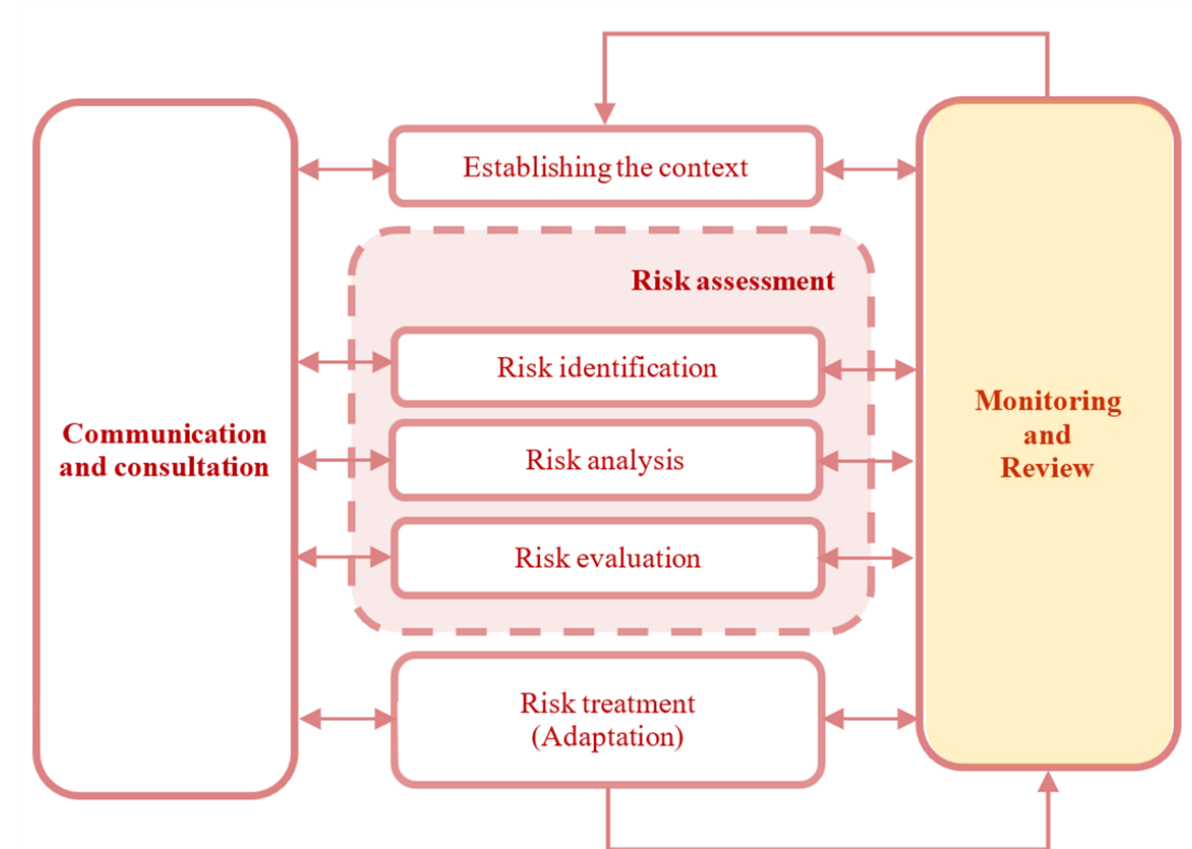 Establishing the context
Risk assessment
Risk identification
Communication
and consultation
Risk analysis
Risk evaluation
Risk treatment
(Adaptation)
Monitoring
and
Review